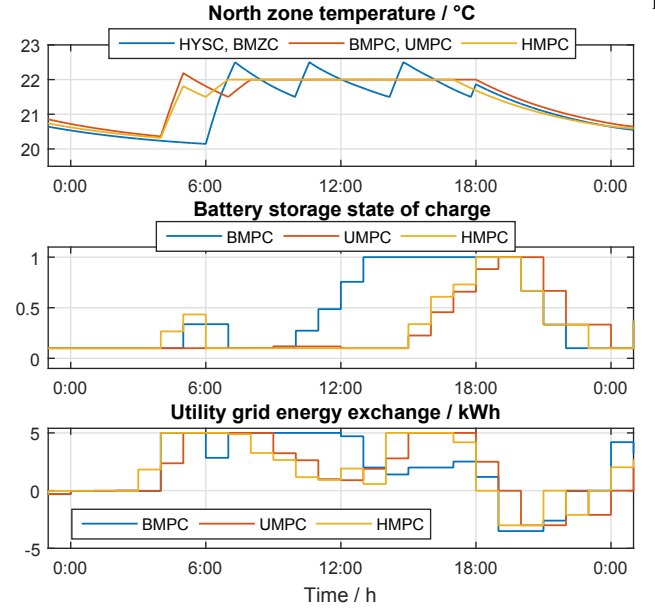 North zone temperature / °C
HYSC, BMZC BMPC, UMPC HMPC
23
22
21
20
0:00 6:00 12:00 18:00 0:00
Battery storage state of charge
BMPC UMPC HMPC
1
0.5
0
0:00 6:00 12:00 18:00 0:00
Utility grid energy exchange / kWh
5
0
BMPC UMPC HMPC
-5
0:00 6:00 12:00 18:00 0:00
Time / h